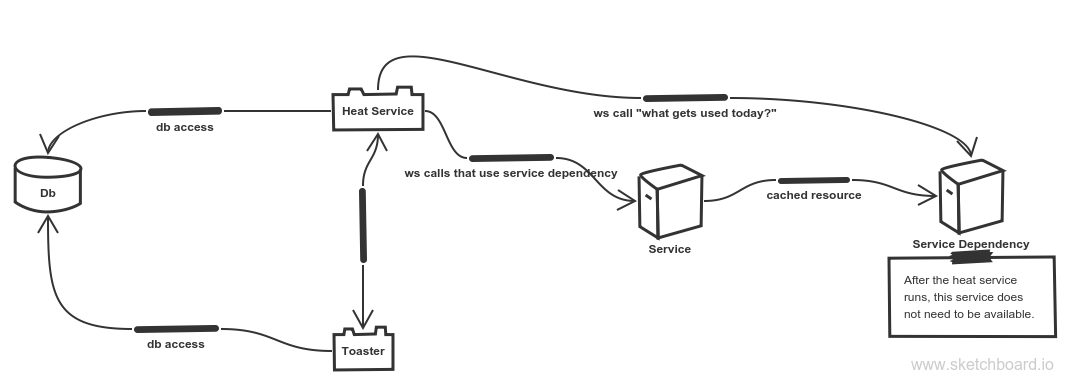 Heat Service
ws call "what gets used today?"
db access
ws calls that use service dependency
Db
cached resource
Service
Service Dependency
After the heat service
runs, this service does
not need to be available.
db access
Toaster
www.sketchboard.io